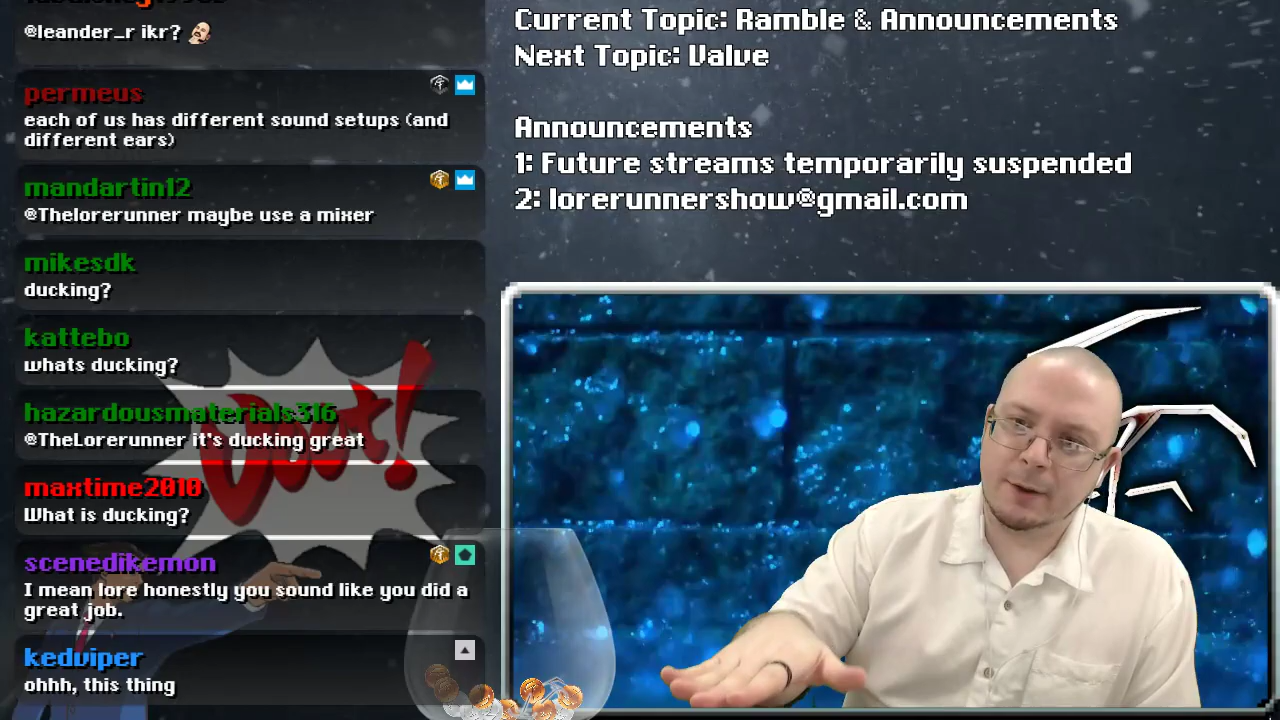 @leander_r ikr?
permeus
each of us has different sound setups (and
different ears)
mandartin12
@Thelorerunner maybe use a mixer
mikesdk
ducking?
kattebo
whats ducking?
hazardousmaterials316
@TheLorerunner it's ducking great
maxtime2010
What is ducking?
scenedikemon
I mean lore honestly you sound like you did a
great job.
kedviper
ohhh, this thing
Current Topic: Ramble & Announcements
Next Topic: Valve
Announcements
1: Future streams temporarily suspended
2: lorerunnershow@gmail.com